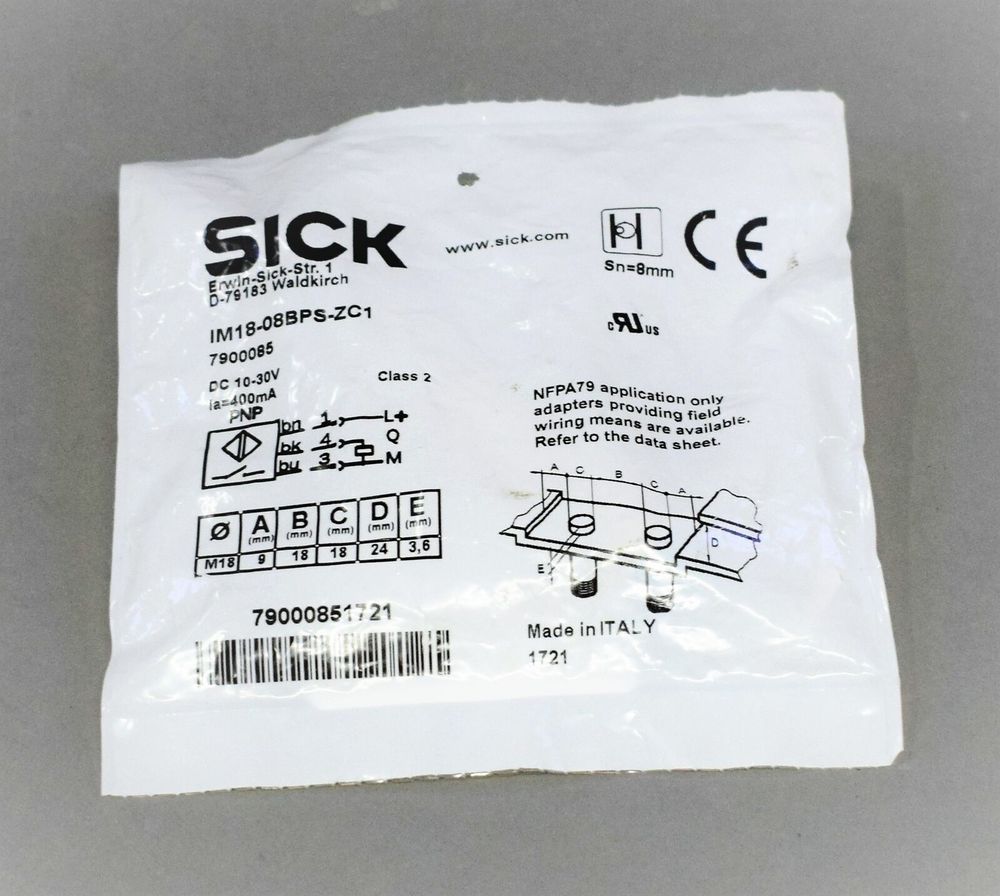 SICK
Erwin-Sick-Str. 1
D-79183 Waldkirch
www.sick.com
Sn=8mm
CE
IM18-08BPS-ZC1
7900085
cRUus
DC 10-30V
Ia=400mA
Class 2
PNP
bn 1 L+
bk 4 Q
bu 3 M
NFPA79 application only
adapters providing field
wiring means are available.
Refer to the data sheet.
A C B C A
D
E
Ø A (mm) B (mm) C (mm) D (mm) E (mm)
M18 9 18 18 24 3,6
79000851721
Made in ITALY
1721